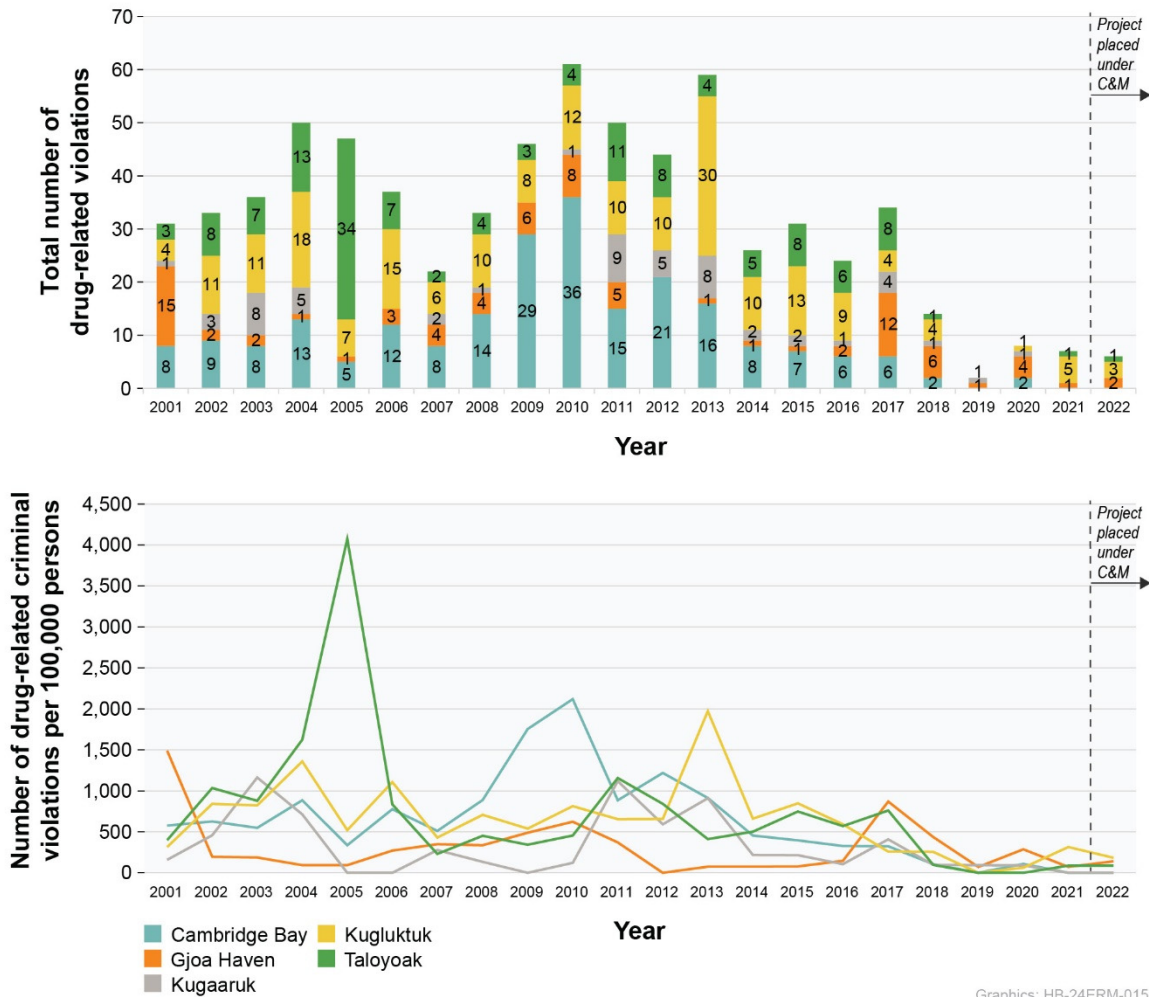 70
60
50
40
30
20
10
0
Total number of
drug-related violations
3 4 1 15 8
8 11 3 2 9
7 11 8 2 8
13 18 5 1 13
34 7 1 5
7 15 3 12
2 6 2 4 8
4 10 1 4 14
3 8 6 29
4 12 1 8 36
11 10 9 5 15
8 10 5 21
4 30 8 1 16
5 10 2 1 8
8 13 2 1 7
6 9 1 2 6
8 4 4 12 6
1 4 1 6 2
1 1
1 1 4 2
1 5 1
1 3 2
Project
placed
under
C&M
2001 2002 2003 2004 2005 2006 2007 2008 2009 2010 2011 2012 2013 2014 2015 2016 2017 2018 2019 2020 2021 2022
Year
4,500
4,000
3,500
3,000
2,500
2,000
1,500
1,000
500
0
Number of drug-related criminal
violations per 100,000 persons
Project
placed
under
C&M
2001 2002 2003 2004 2005 2006 2007 2008 2009 2010 2011 2012 2013 2014 2015 2016 2017 2018 2019 2020 2021 2022
Year
Cambridge Bay
Gjoa Haven
Kugaaruk
Kugluktuk
Taloyoak
Graphics: HB-24ERM-015